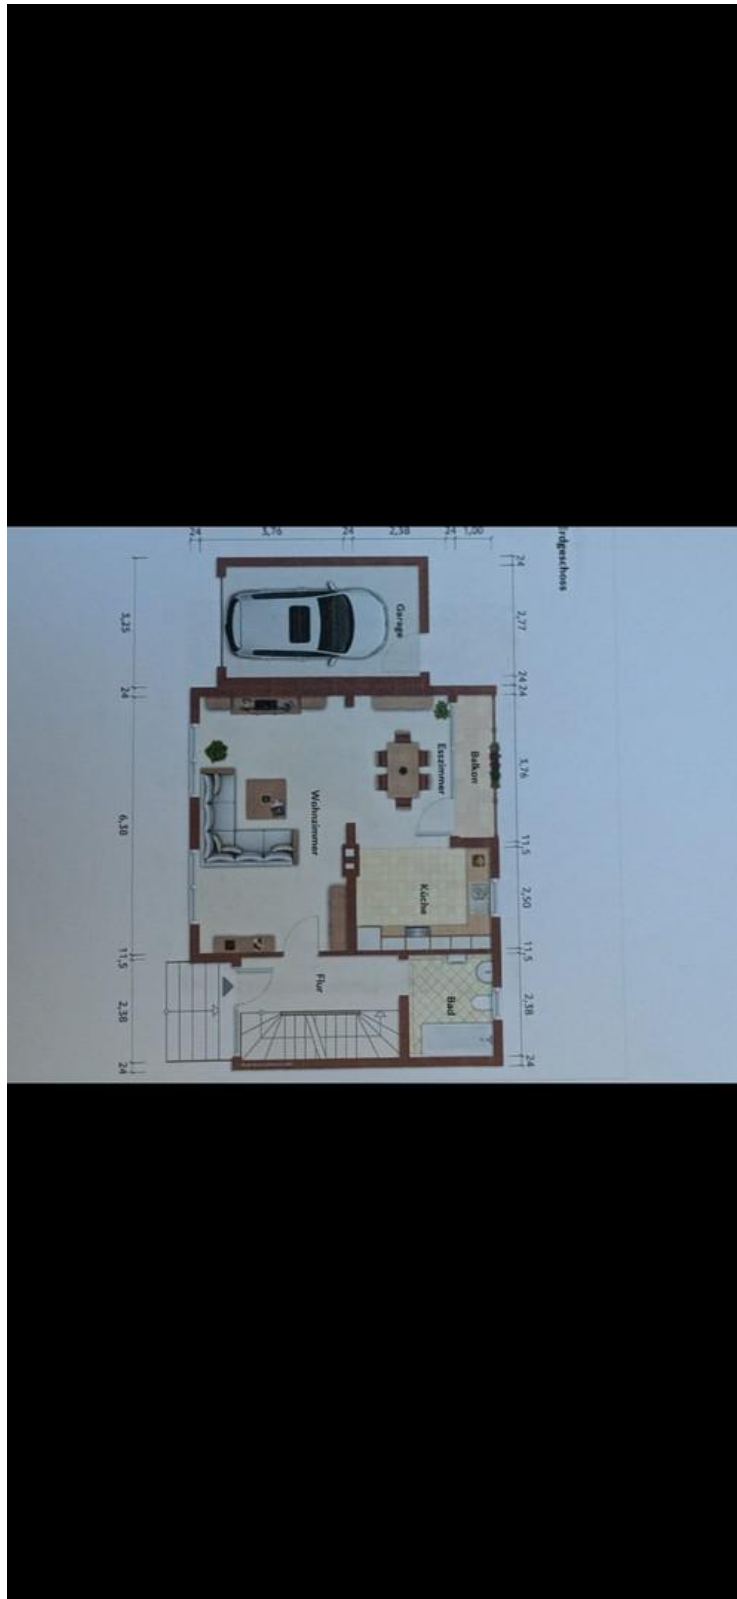 Erdgeschoss
24 2,77 24 24 3,76 11,5 2,50 11,5 2,38 24
1,00
24
2,38
24
3,76
24
Balkon
Bad
Esszimmer
Küche
Garage
Wohnzimmer
Flur
3,25 24 6,38 11,5 2,38 24